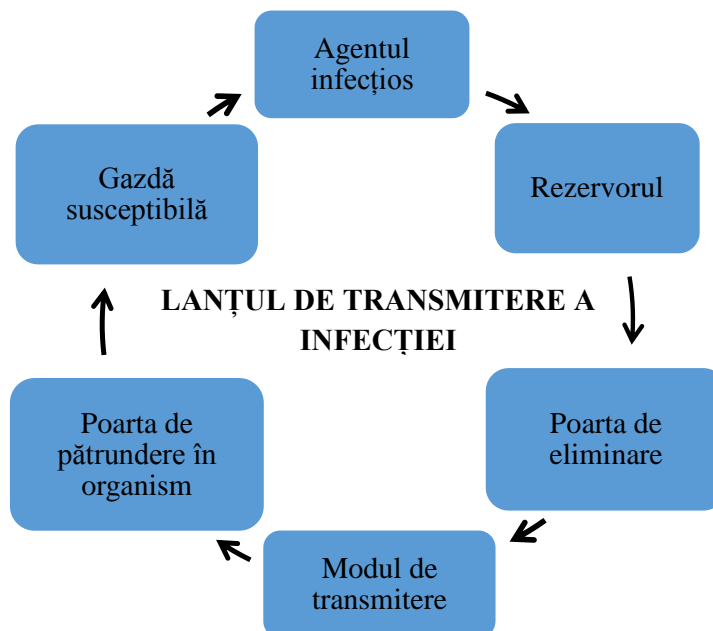 Agentul
infecțios
Rezervorul
Poarta de
eliminare
Modul de
transmitere
Poarta de
pătrundere în
organism
Gazdă
susceptibilă
LANȚUL DE TRANSMITERE A
INFECȚIEI